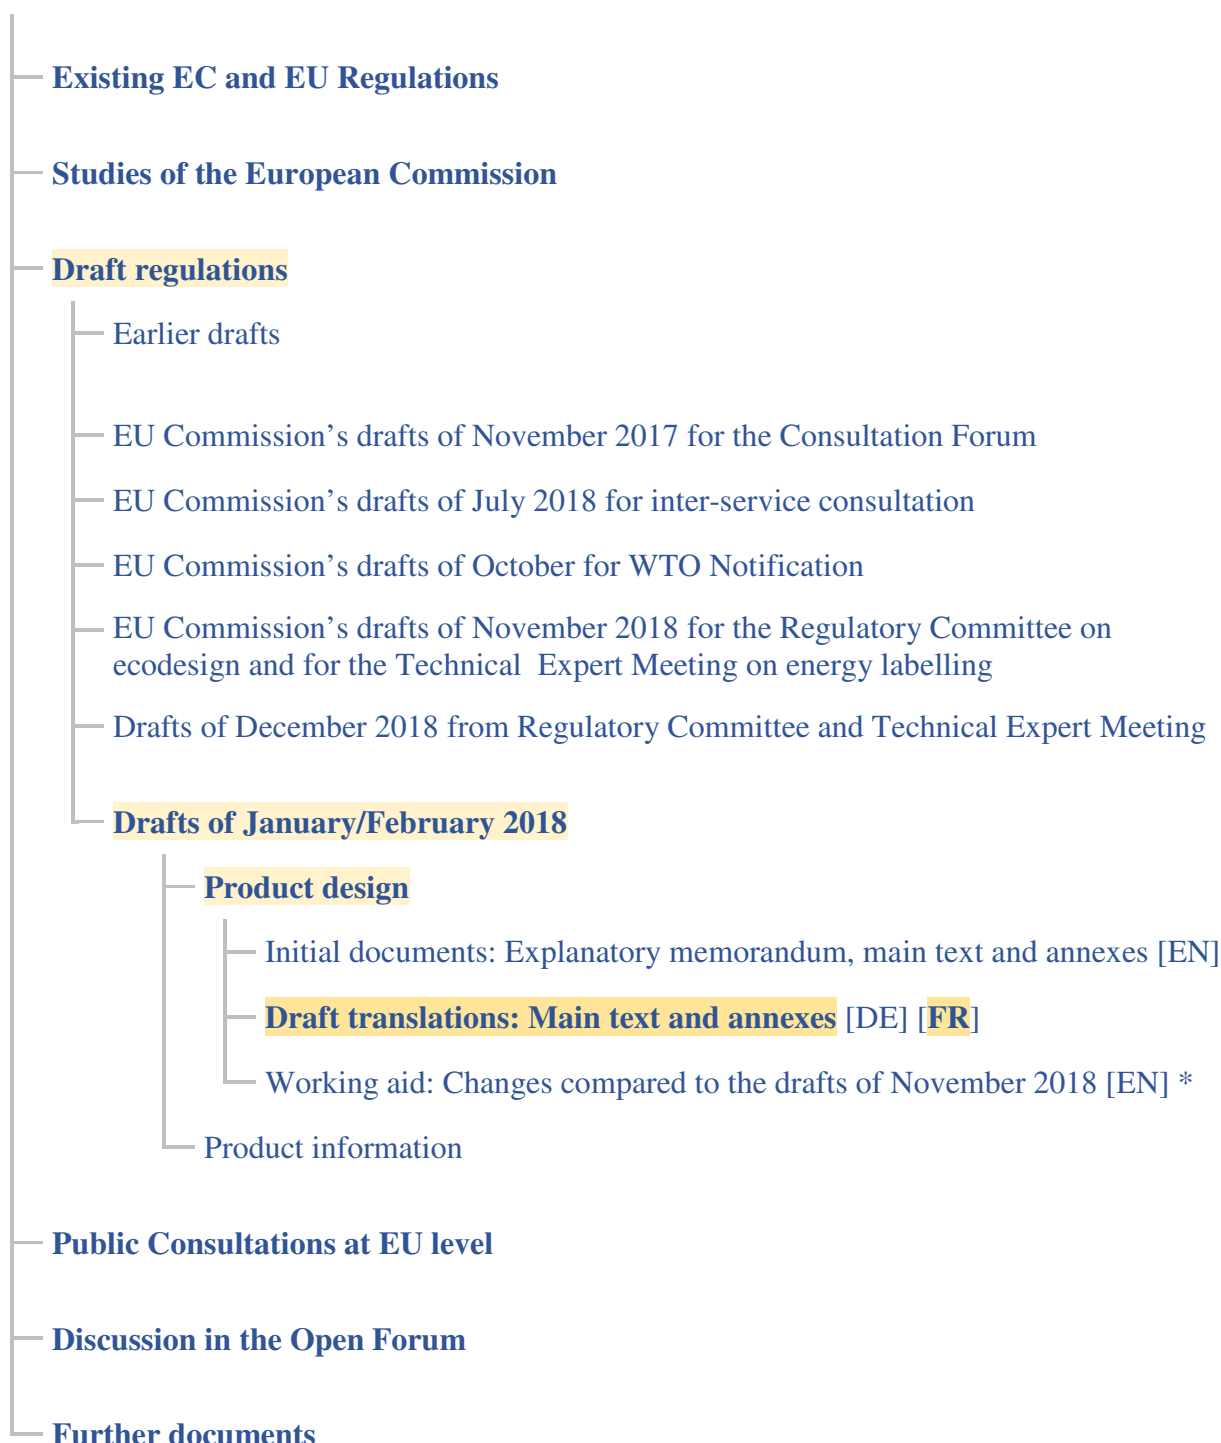 Existing EC and EU Regulations
Studies of the European Commission
Draft regulations
Earlier drafts
EU Commission’s drafts of November 2017 for the Consultation Forum
EU Commission’s drafts of July 2018 for inter-service consultation
EU Commission’s drafts of October for WTO Notification
EU Commission’s drafts of November 2018 for the Regulatory Committee on
ecodesign and for the Technical  Expert Meeting on energy labelling
Drafts of December 2018 from Regulatory Committee and Technical Expert Meeting
Drafts of January/February 2018
Product design
Initial documents: Explanatory memorandum, main text and annexes [EN]
Draft translations: Main text and annexes [DE] [FR]
Working aid: Changes compared to the drafts of November 2018 [EN] *
Product information
Public Consultations at EU level
Discussion in the Open Forum
Further documents